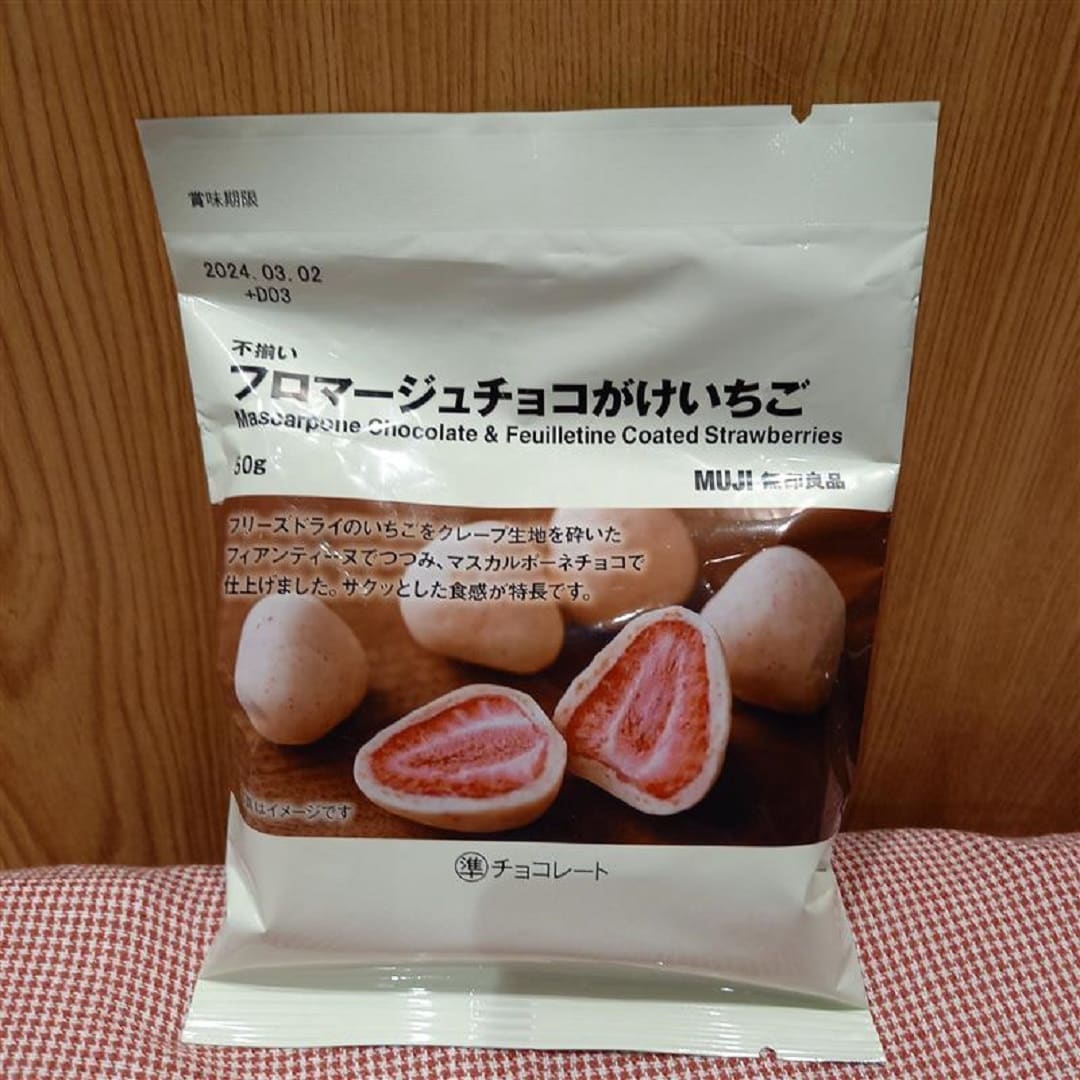 賞味期限
2024.03.02
+D03
不揃い
フロマージュチョコがけいちご
Mascarpone Chocolate & Feuilletine Coated Strawberries
50g
MUJI 無印良品
フリーズドライのいちごをクレープ生地を砕いた
フィアンティーヌでつつみ、マスカルポーネチョコで
仕上げました。サクッとした食感が特長です。
はイメージです
準チョコレート